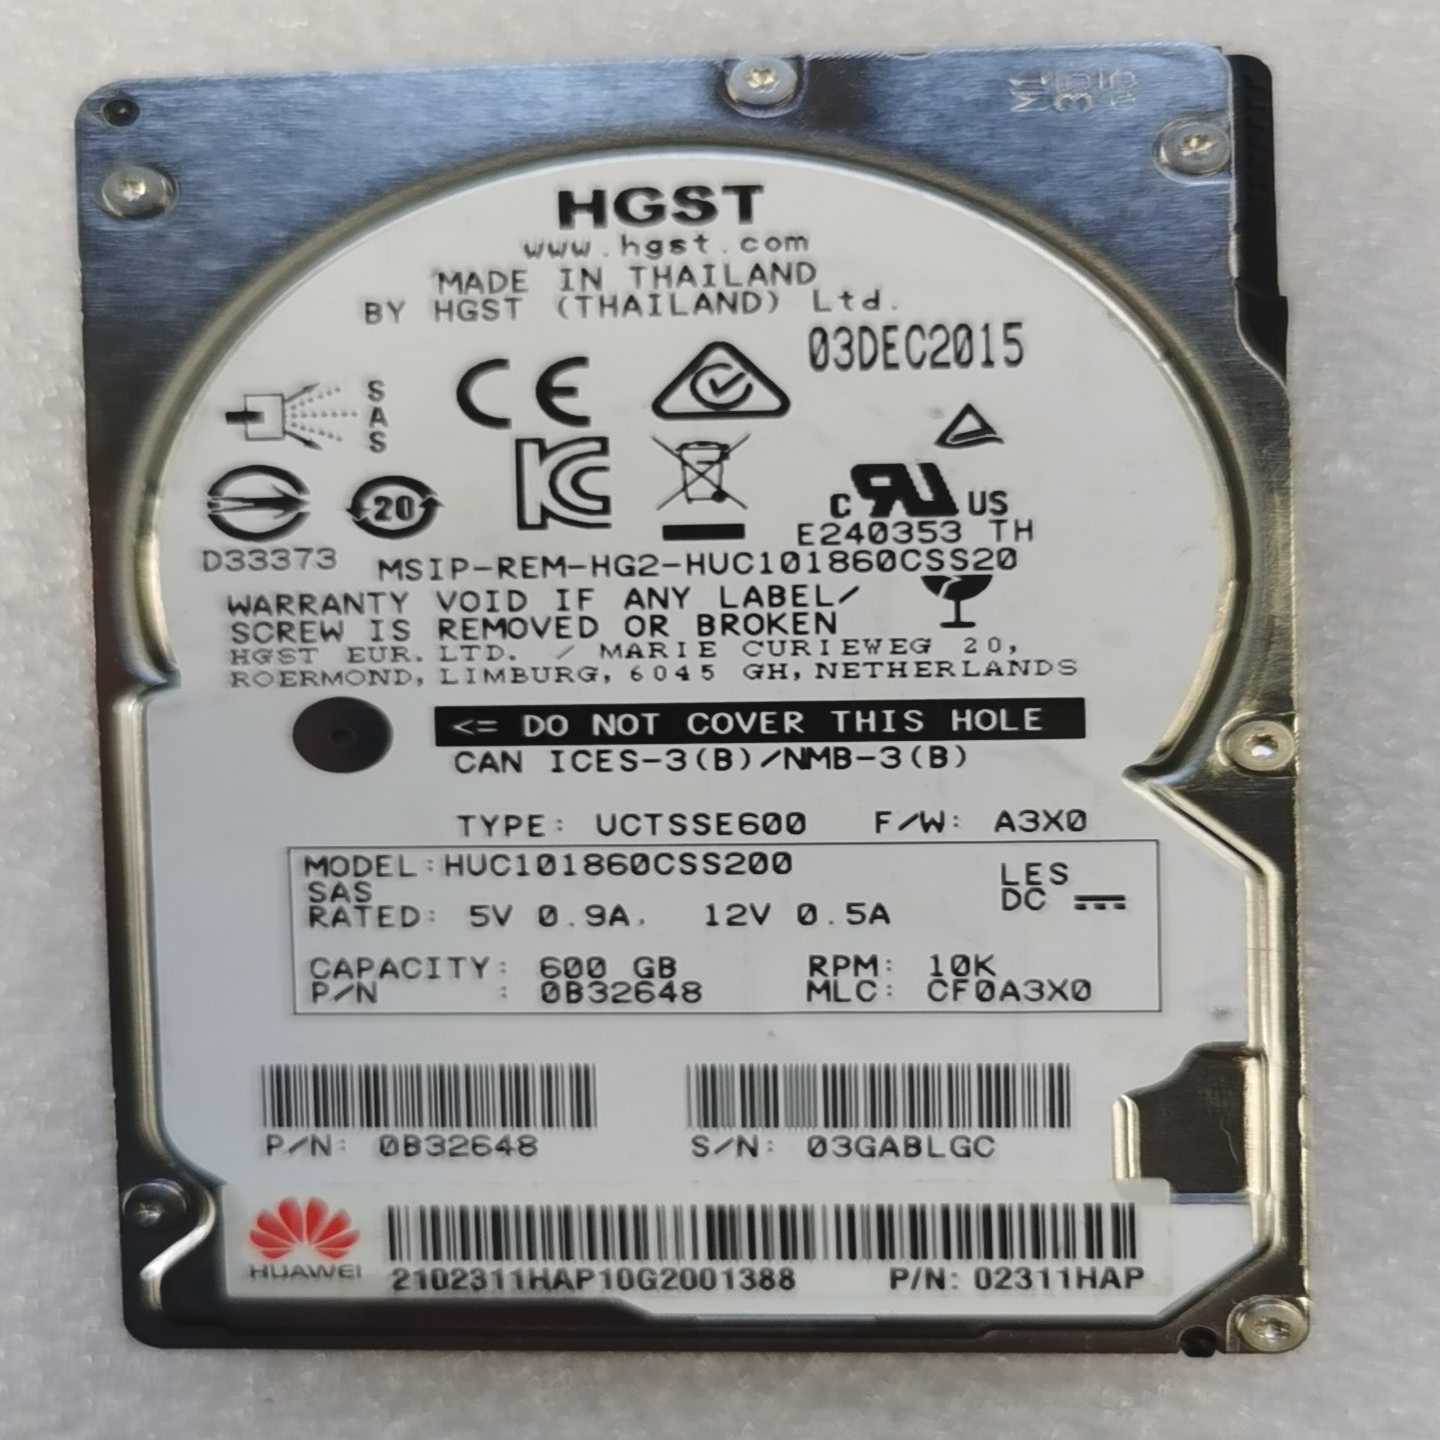 HGST
www.hgst.com
MADE IN THAILAND
BY HGST (THAILAND) Ltd.
03DEC2015
SAS
20
D33373
C US
E240353 TH
MSIP-REM-HG2-HUC101860CSS20
WARRANTY VOID IF ANY LABEL/
SCREW IS REMOVED OR BROKEN
HGST EUR. LTD. / MARIE CURIEWEG 20,
ROERMOND, LIMBURG, 6045 GH, NETHERLANDS
<= DO NOT COVER THIS HOLE
CAN ICES-3(B)/NMB-3(B)
TYPE: UCTSSE600 F/W: A3X0
MODEL:HUC101860CSS200 LES
SAS DC
RATED: 5V 0.9A, 12V 0.5A
CAPACITY: 600 GB RPM: 10K
P/N : 0B32648 MLC: CF0A3X0
P/N: 0B32648 S/N: 03GABLGC
HUAWEI 2102311HAP10G2001388 P/N: 02311HAP